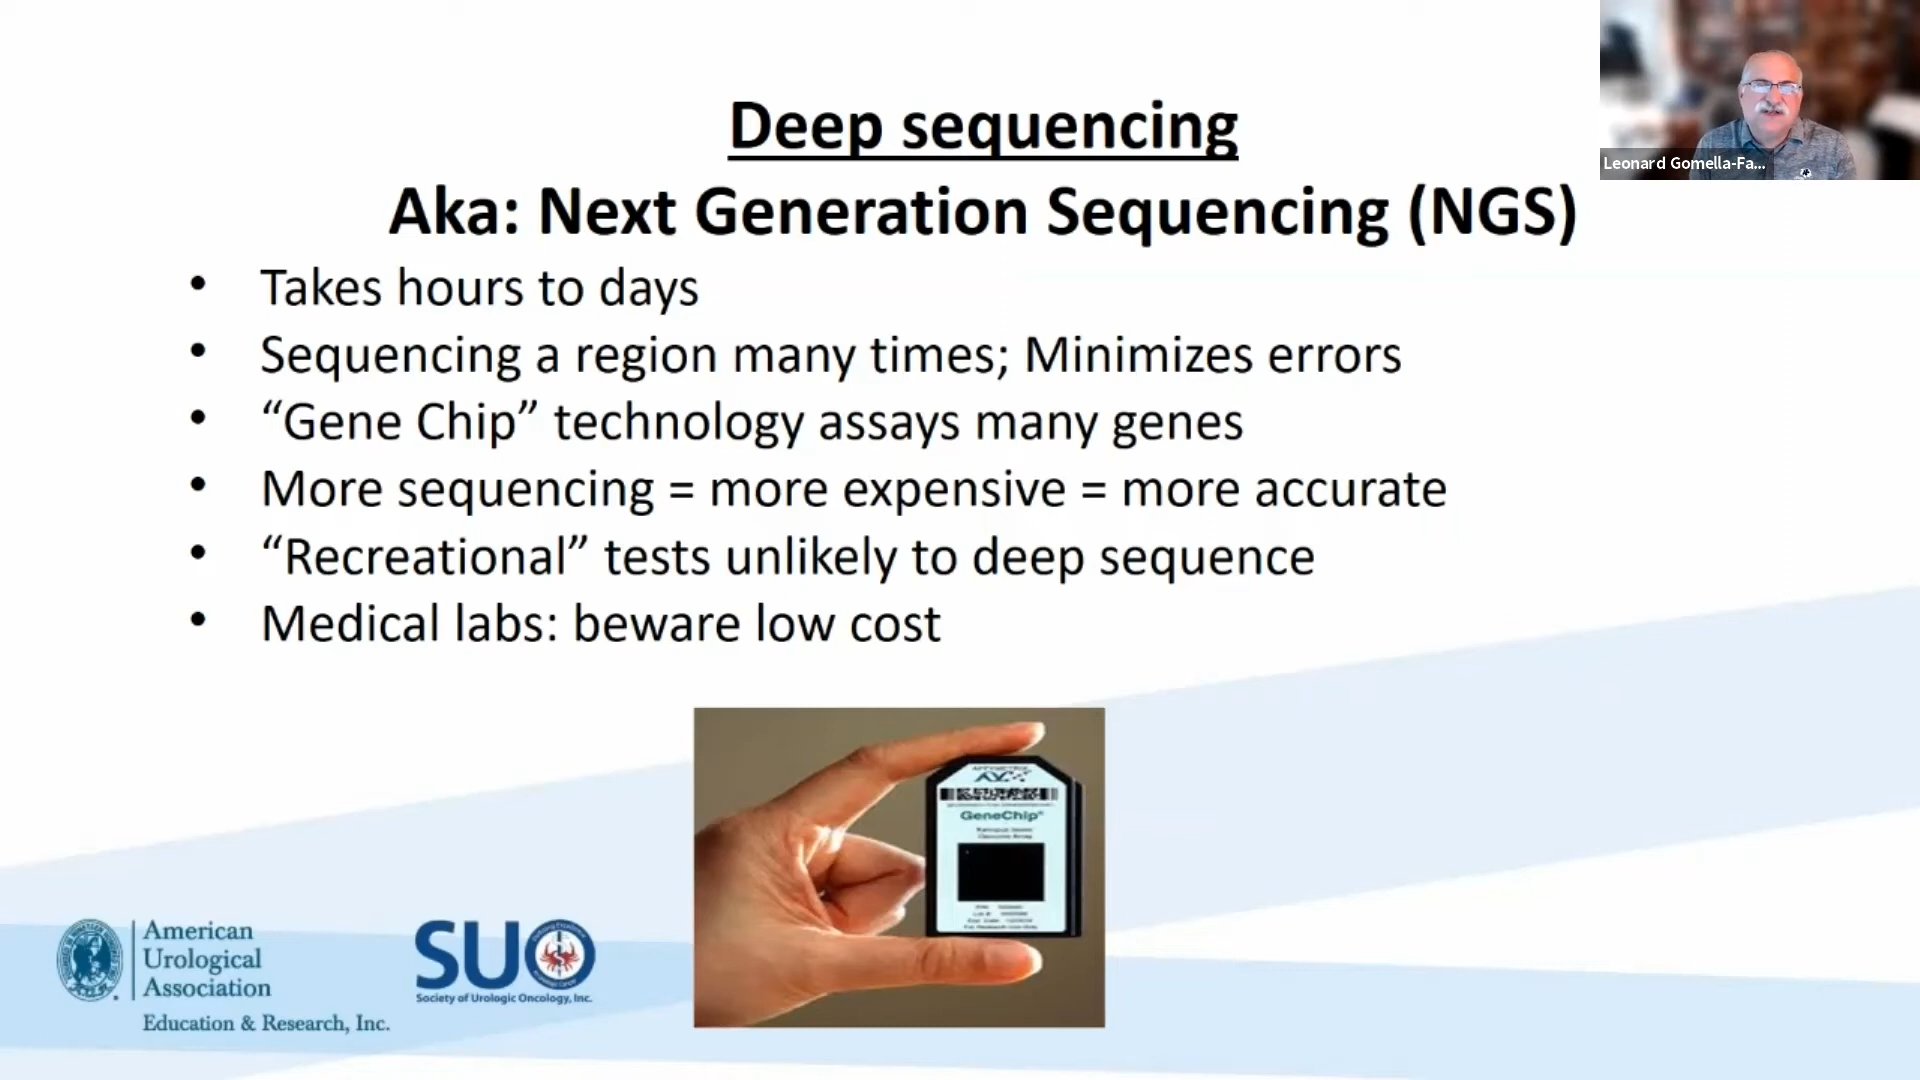 Deep sequencing
Aka: Next Generation Sequencing (NGS)
• Takes hours to days
• Sequencing a region many times; Minimizes errors
• “Gene Chip” technology assays many genes
• More sequencing = more expensive = more accurate
• “Recreational” tests unlikely to deep sequence
• Medical labs: beware low cost
Leonard Gomella-Fa...
GeneChip®
American
Urological
Association
Education & Research, Inc.
SUO
Society of Urologic Oncology, Inc.